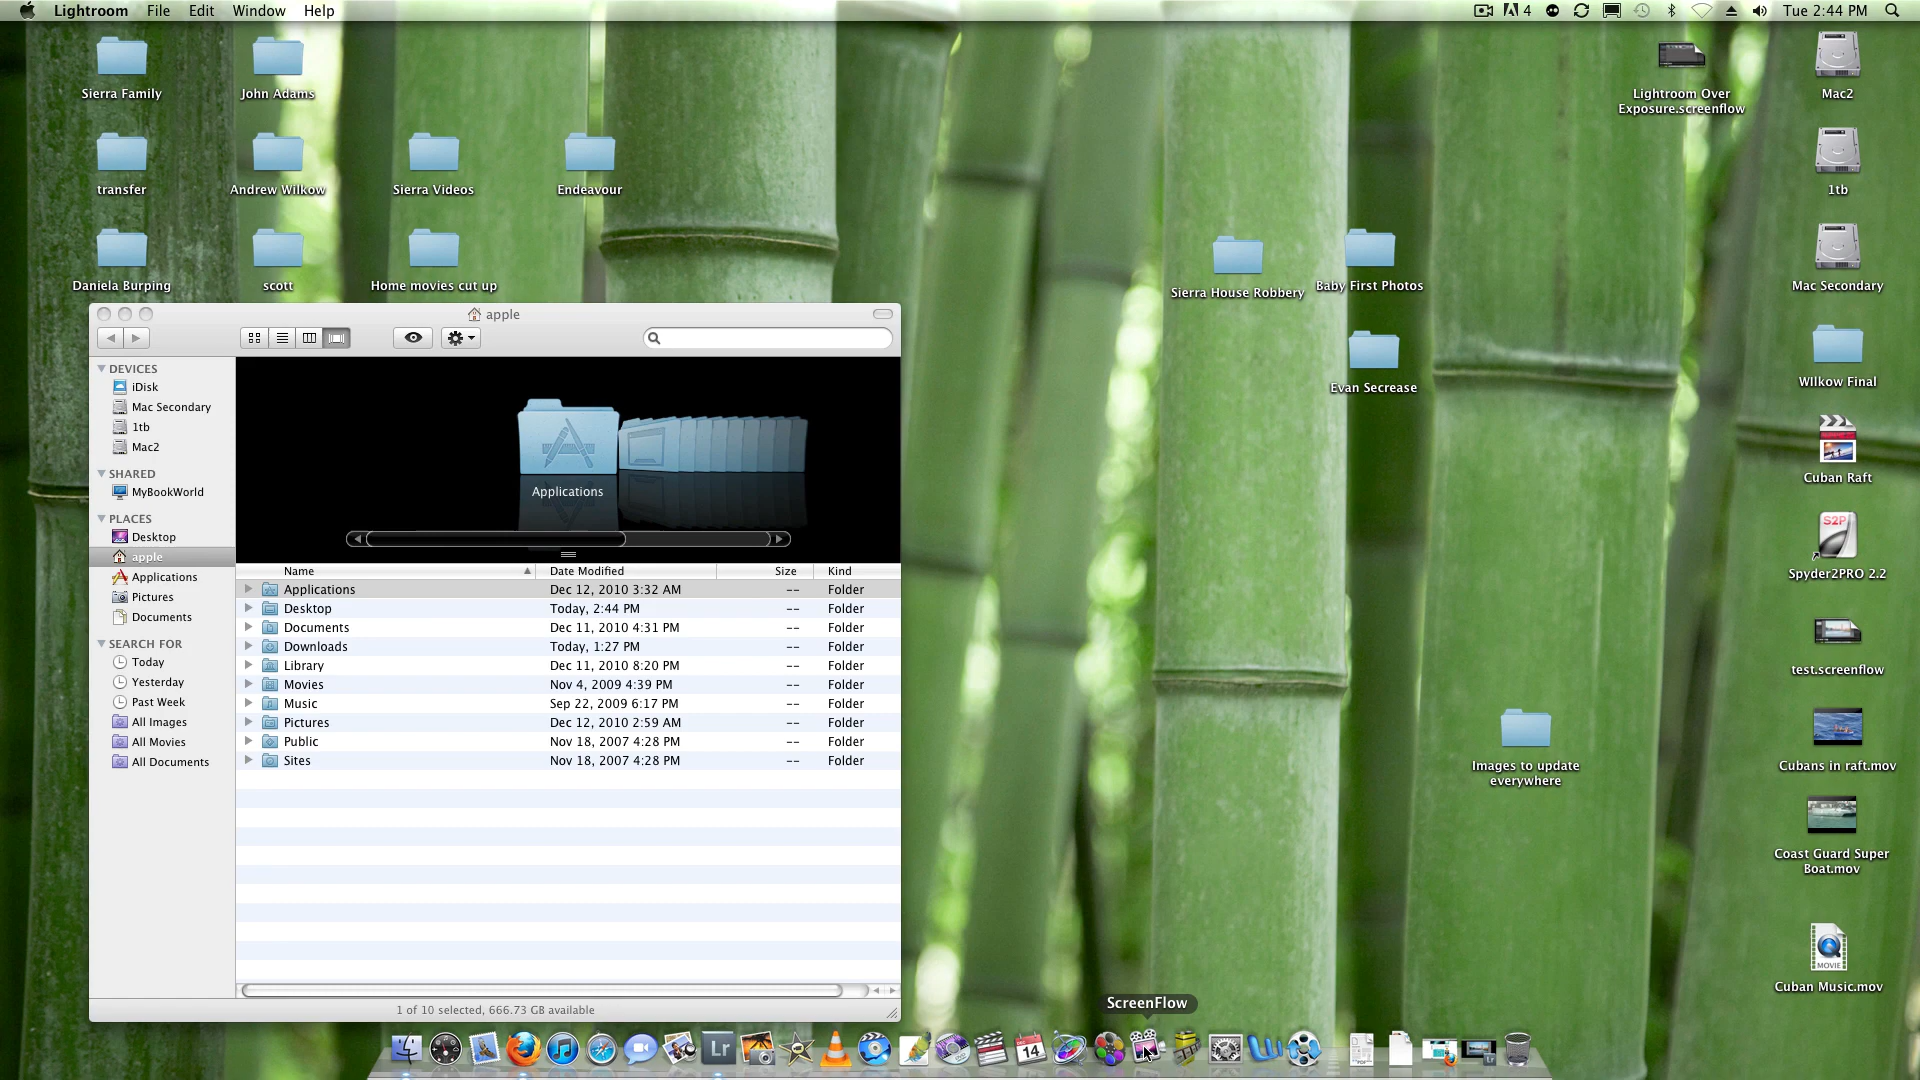 Lightroom File Edit Window Help
4 Tue 2:44 PM
Sierra Family
John Adams
Lightroom Over
Exposure.screenflow
Mac2
transfer
Andrew Wilkow
Sierra Videos
Endeavour
1tb
Daniela Burping
scott
Home movies cut up
Sierra House Robbery
Baby First Photos
Mac Secondary
Evan Secrease
WIlkow Final
Cuban Raft
S2P
Spyder2PRO 2.2
test.screenflow
Images to update
everywhere
Cubans in raft.mov
Coast Guard Super
Boat.mov
MOVIE
Cuban Music.mov
apple
DEVICES
iDisk
Mac Secondary
1tb
Mac2
SHARED
MyBookWorld
PLACES
Desktop
apple
Applications
Pictures
Documents
SEARCH FOR
Today
Yesterday
Past Week
All Images
All Movies
All Documents
Applications
Name Date Modified Size Kind
Applications Dec 12, 2010 3:32 AM -- Folder
Desktop Today, 2:44 PM -- Folder
Documents Dec 11, 2010 4:31 PM -- Folder
Downloads Today, 1:27 PM -- Folder
Library Dec 11, 2010 8:20 PM -- Folder
Movies Nov 4, 2009 4:39 PM -- Folder
Music Sep 22, 2009 6:17 PM -- Folder
Pictures Dec 12, 2010 2:59 AM -- Folder
Public Nov 18, 2007 4:28 PM -- Folder
Sites Nov 18, 2007 4:28 PM -- Folder
1 of 10 selected, 666.73 GB available
ScreenFlow
Lr
14